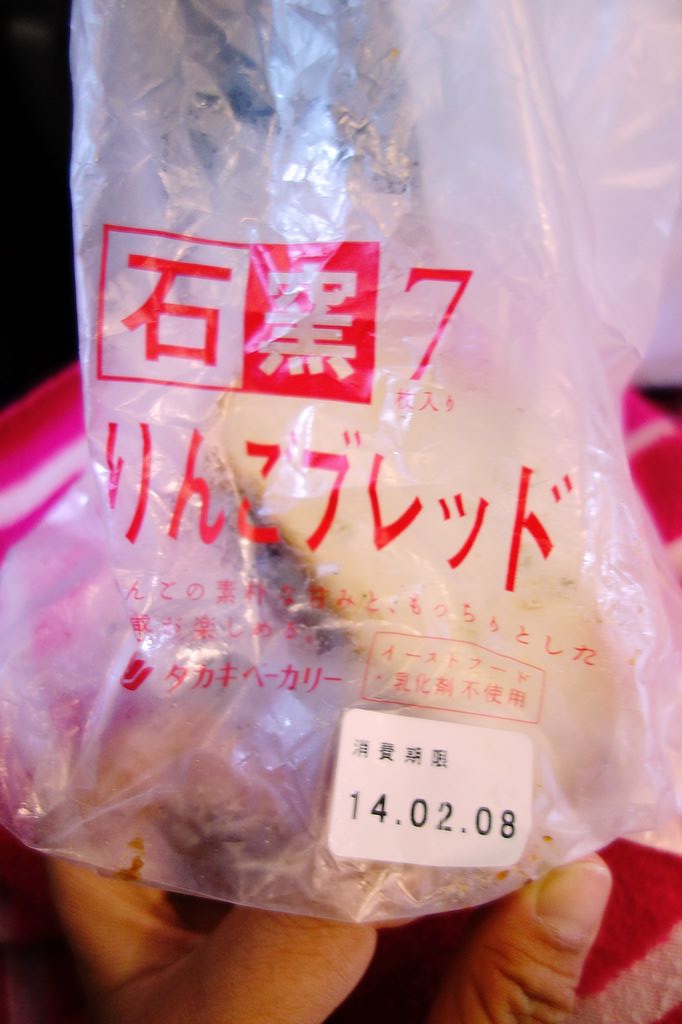 石窯 7
枚入り
りんごブレッド
んごの素朴な甘みと、もっちりとした
感が楽しめる。
タカキベーカリー
イーストフード
・乳化剤不使用
消費期限
14.02.08